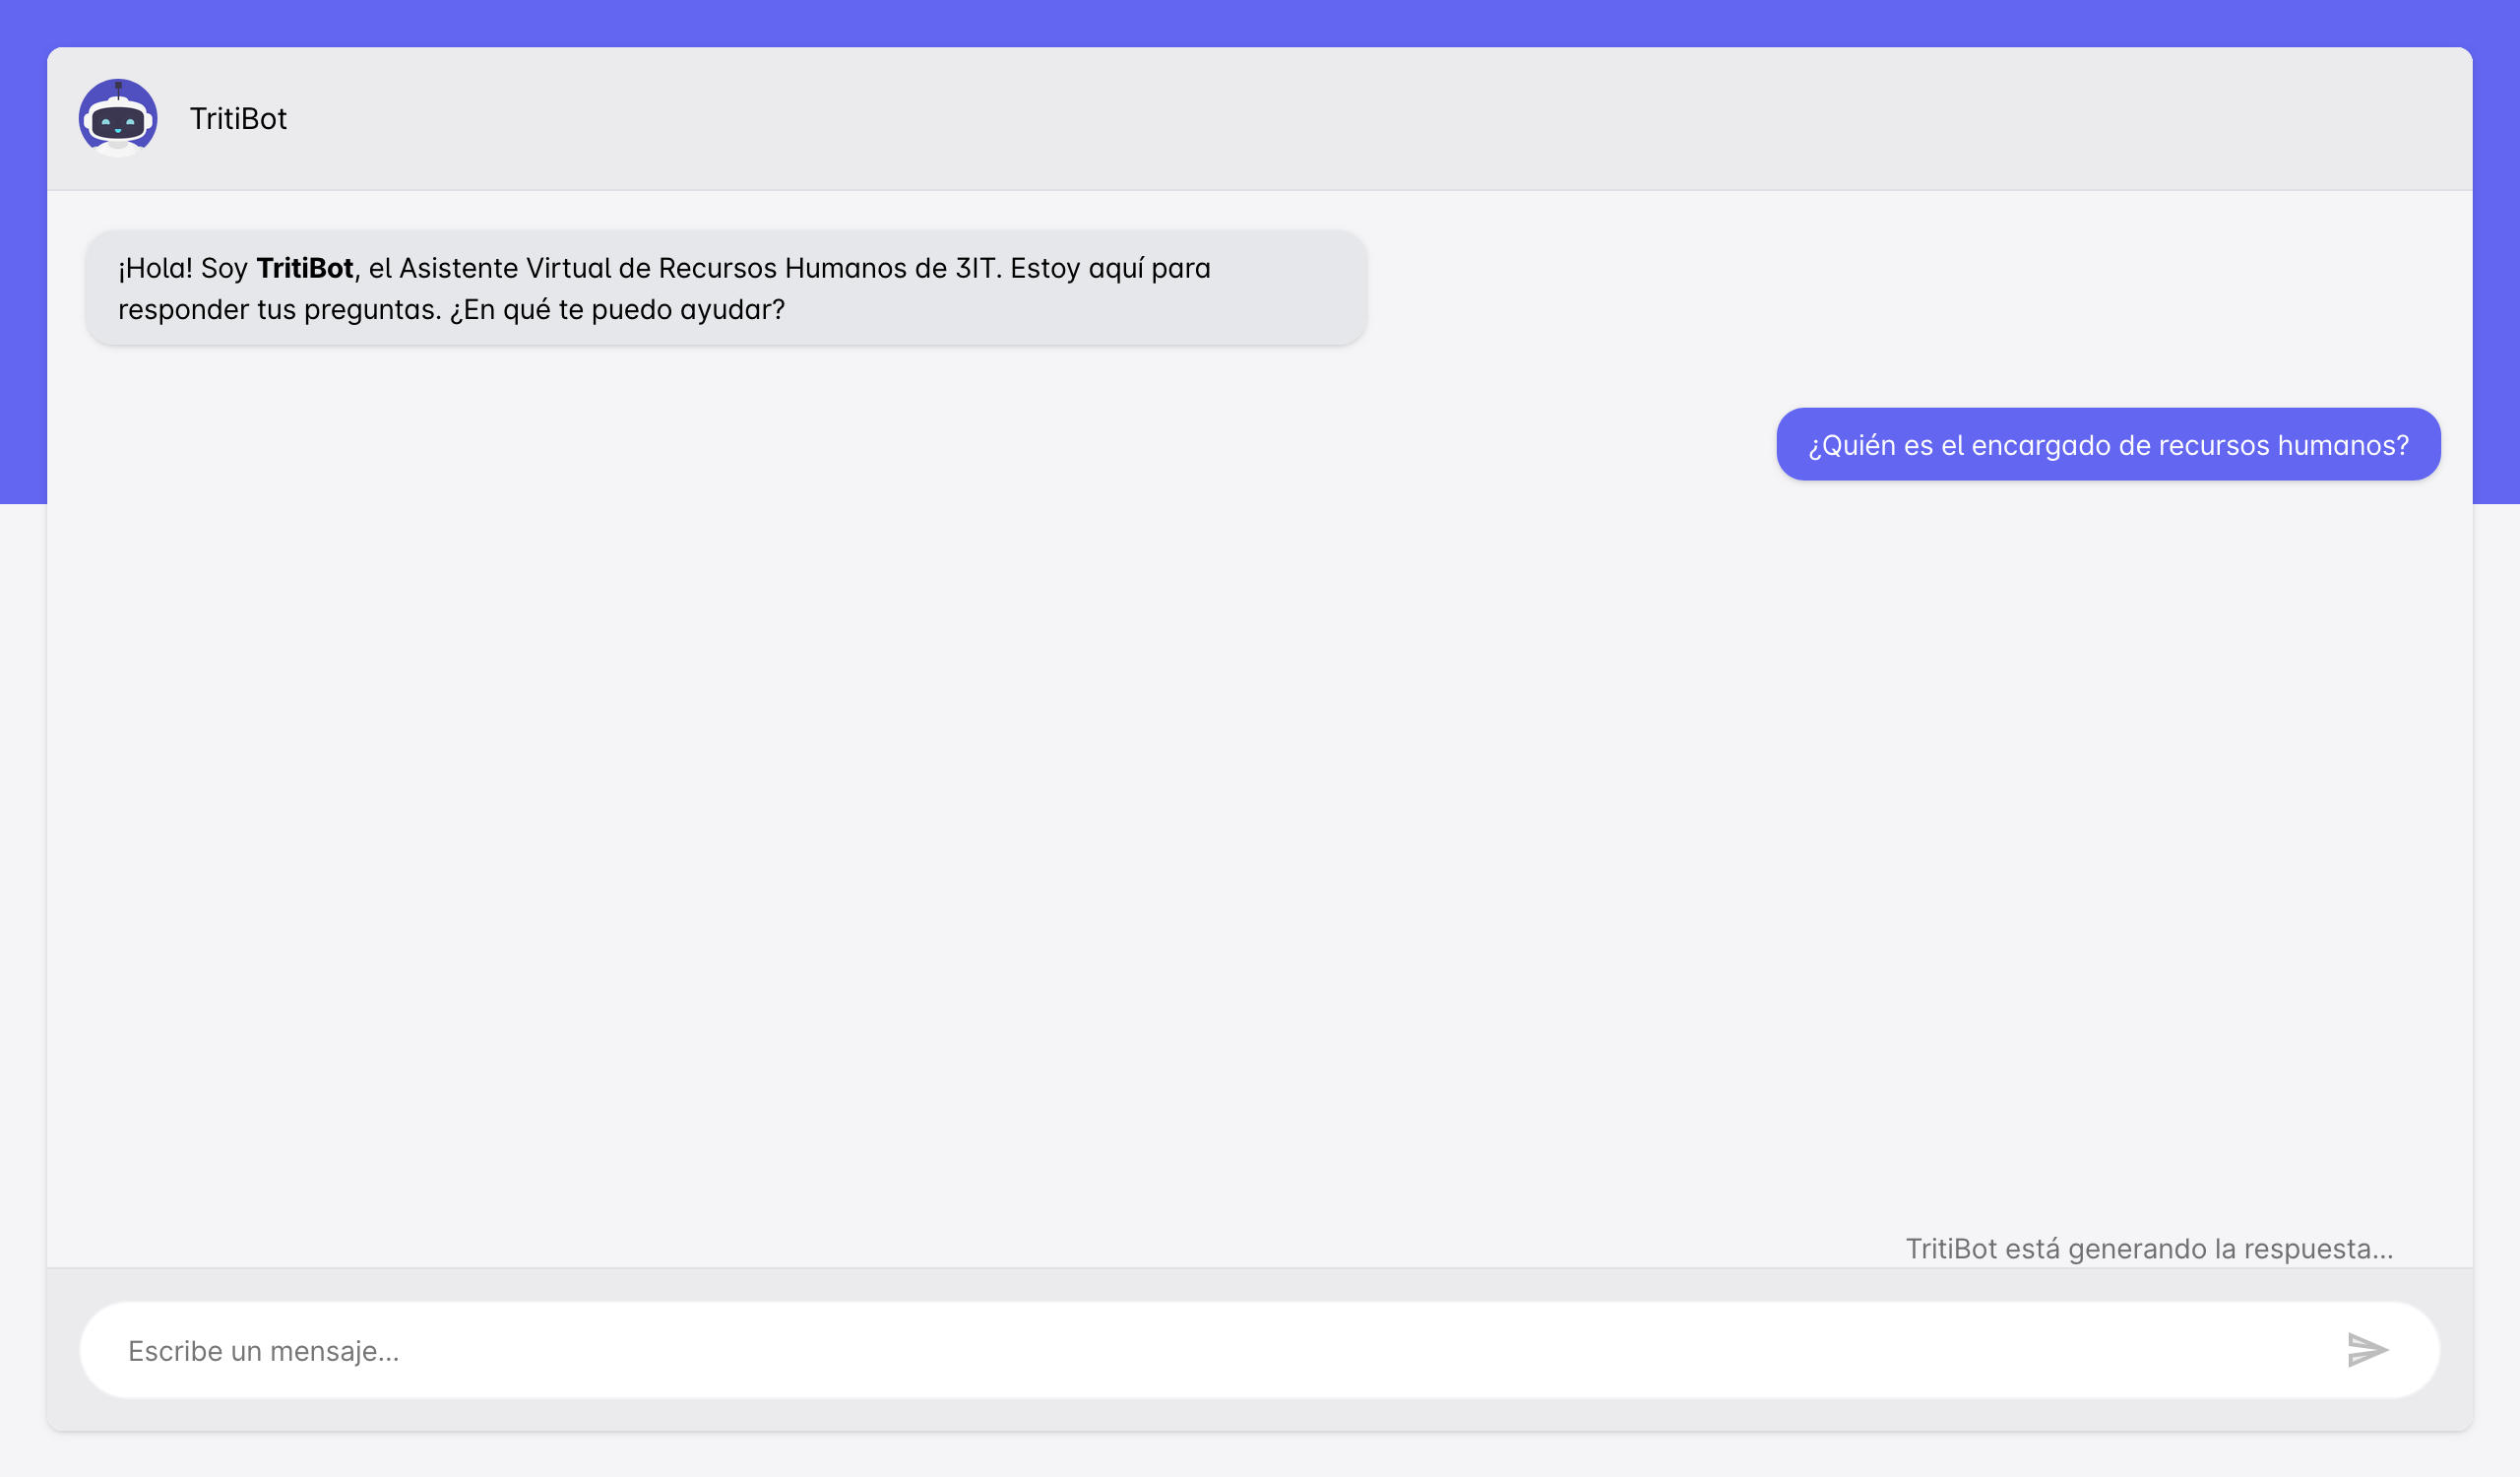 TritiBot
¡Hola! Soy TritiBot, el Asistente Virtual de Recursos Humanos de 3IT. Estoy aquí para
responder tus preguntas. ¿En qué te puedo ayudar?
¿Quién es el encargado de recursos humanos?
TritiBot está generando la respuesta...
Escribe un mensaje...